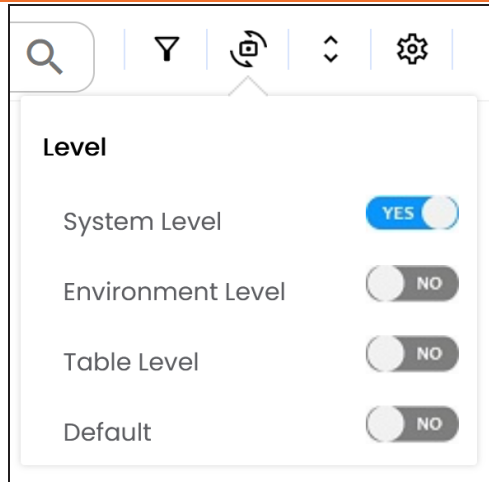 Level
System Level YES
Environment Level NO
Table Level NO
Default NO